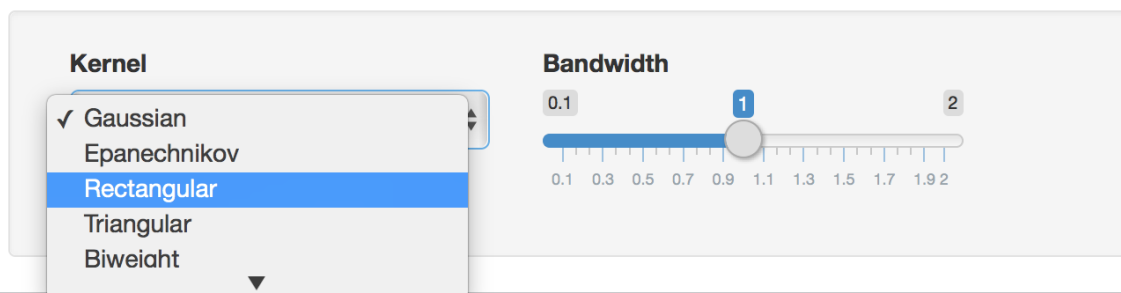 Kernel
✓ Gaussian
Epanechnikov
Rectangular
Triangular
Biweight
Bandwidth
0.1 1 2
0.1 0.3 0.5 0.7 0.9 1.1 1.3 1.5 1.7 1.9 2